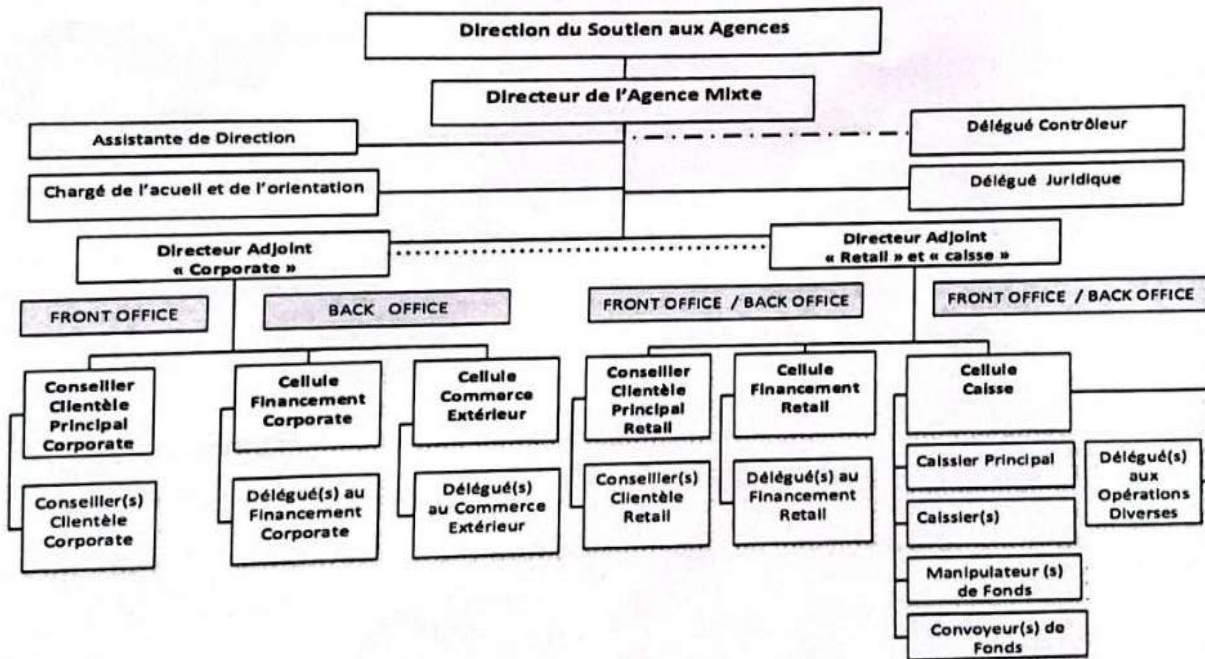 Direction du Soutien aux Agences
Directeur de l'Agence Mixte
Assistante de Direction
Délégué Contrôleur
Chargé de l'acueil et de l'orientation
Délégué Juridique
Directeur Adjoint
« Corporate »
Directeur Adjoint
« Retail » et « caisse »
FRONT OFFICE
BACK OFFICE
FRONT OFFICE / BACK OFFICE
FRONT OFFICE / BACK OFFICE
Conseiller
Clientèle
Principal
Corporate
Cellule
Financement
Corporate
Cellule
Commerce
Extérieur
Conseiller
Clientèle
Principal
Retail
Cellule
Financement
Retail
Cellule
Caisse
Conseiller(s)
Clientèle
Corporate
Délégué(s) au
Financement
Corporate
Délégué(s)
au Commerce
Extérieur
Conseiller(s)
Clientèle
Retail
Délégué(s) au
Financement
Retail
Caissier Principal
Caissier(s)
Manipulateur (s)
de Fonds
Convoyeur(s) de
Fonds
Délégué(s)
aux
Opérations
Diverses